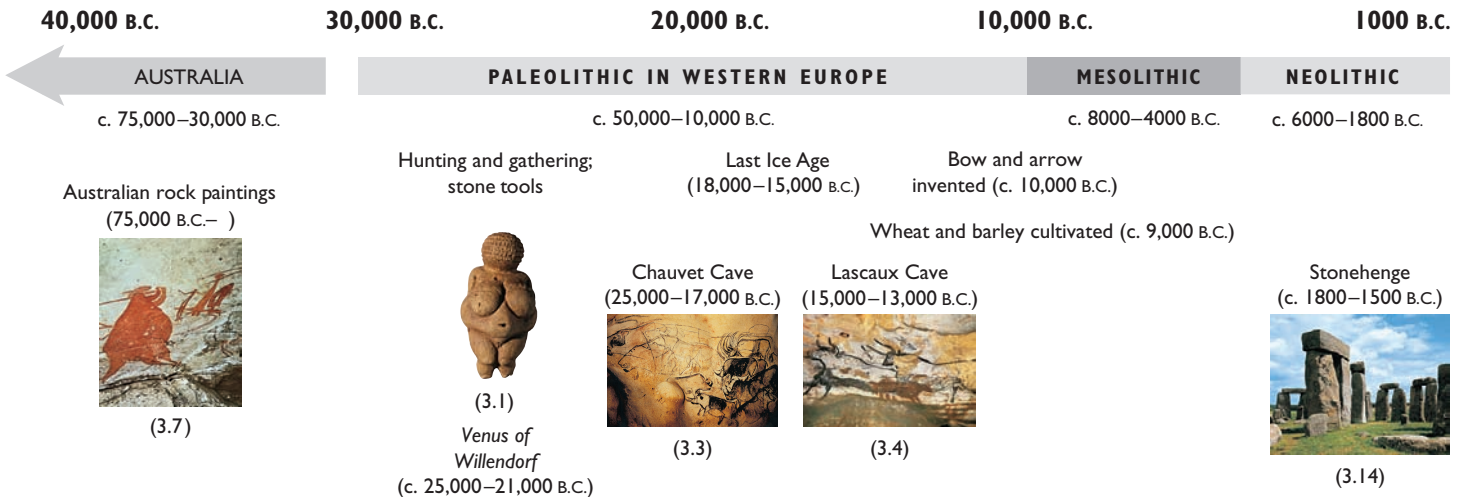 40,000 B.C. 30,000 B.C. 20,000 B.C. 10,000 B.C. 1000 B.C.
AUSTRALIA PALEOLITHIC IN WESTERN EUROPE MESOLITHIC NEOLITHIC
c. 75,000–30,000 B.C. c. 50,000–10,000 B.C. c. 8000–4000 B.C. c. 6000–1800 B.C.
Australian rock paintings
(75,000 B.C.– )
(3.7)
Hunting and gathering;
stone tools
(3.1)
Venus of
Willendorf
(c. 25,000–21,000 B.C.)
Last Ice Age
(18,000–15,000 B.C.)
Bow and arrow
invented (c. 10,000 B.C.)
Wheat and barley cultivated (c. 9,000 B.C.)
Chauvet Cave
(25,000–17,000 B.C.)
(3.3)
Lascaux Cave
(15,000–13,000 B.C.)
(3.4)
Stonehenge
(c. 1800–1500 B.C.)
(3.14)